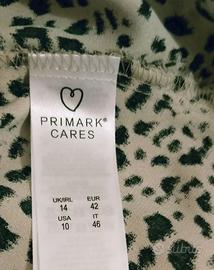 PRIMARK®
CARES
UK/IRL EUR
14 42
USA IT
10 46